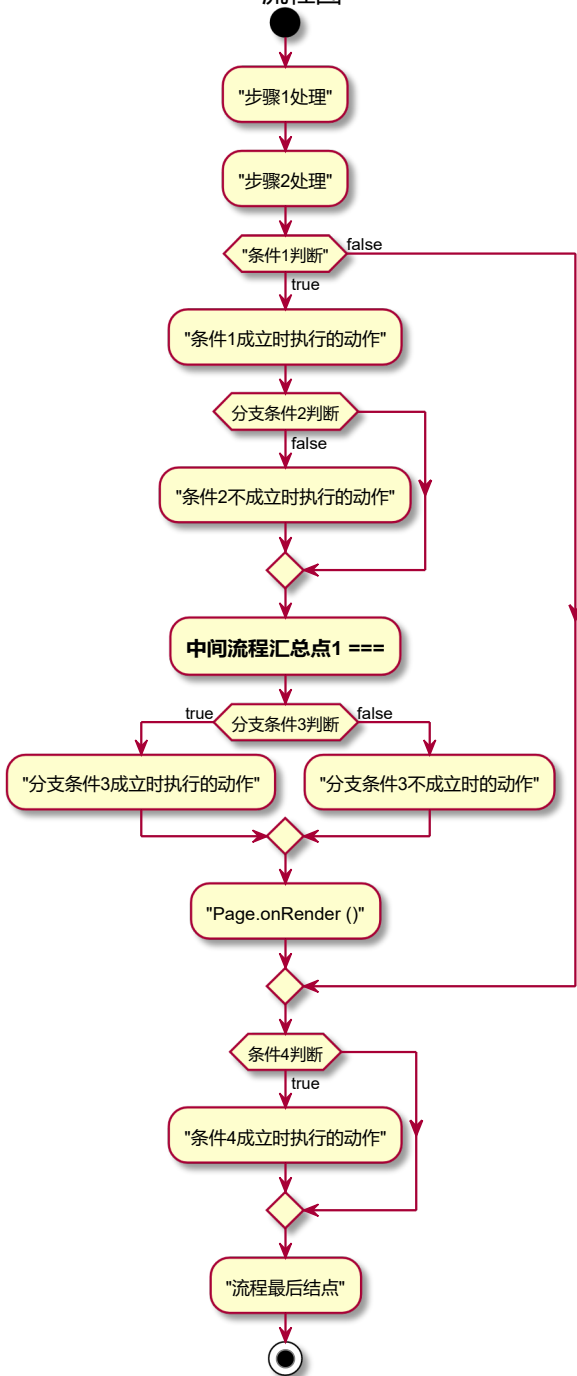 流程图
"步骤1处理"
"步骤2处理"
"条件1判断"
false
true
"条件1成立时执行的动作"
分支条件2判断
false
"条件2不成立时执行的动作"
中间流程汇总点1 ===
true
分支条件3判断
false
"分支条件3成立时执行的动作"
"分支条件3不成立时的动作"
"Page.onRender ()"
条件4判断
true
"条件4成立时执行的动作"
"流程最后结点"